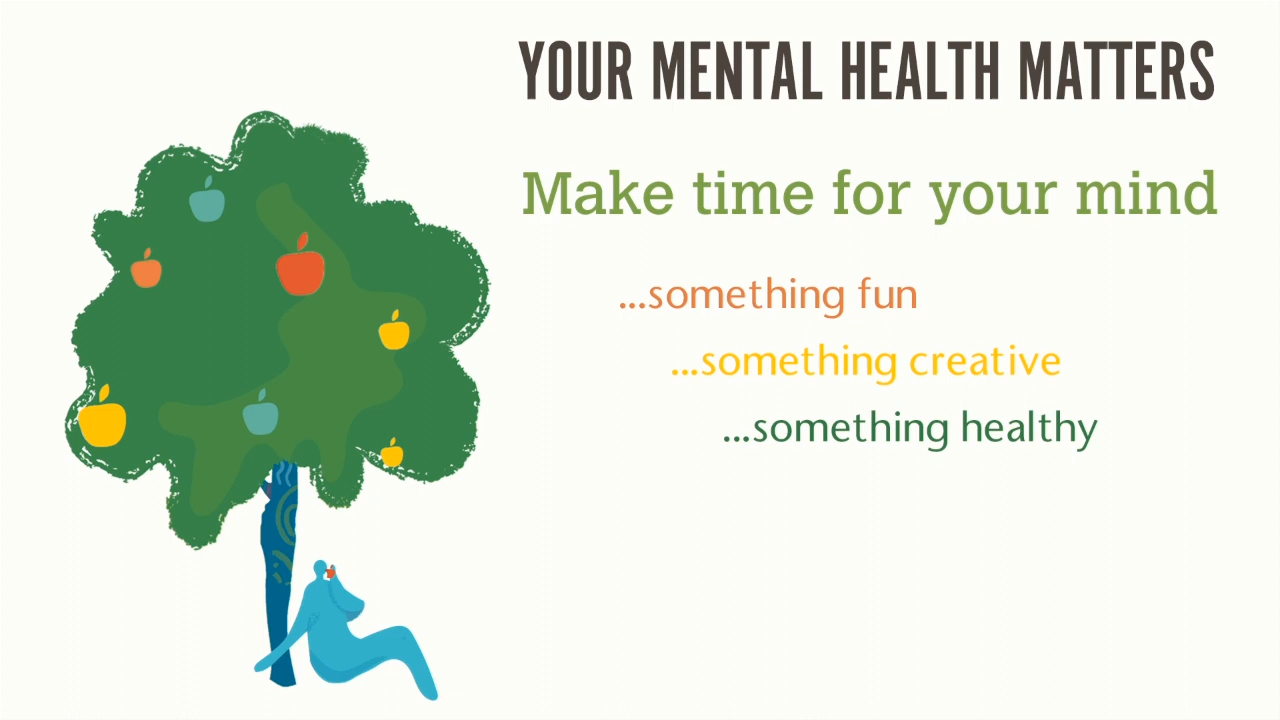 YOUR MENTAL HEALTH MATTERS
Make time for your mind
...something fun
...something creative
...something healthy